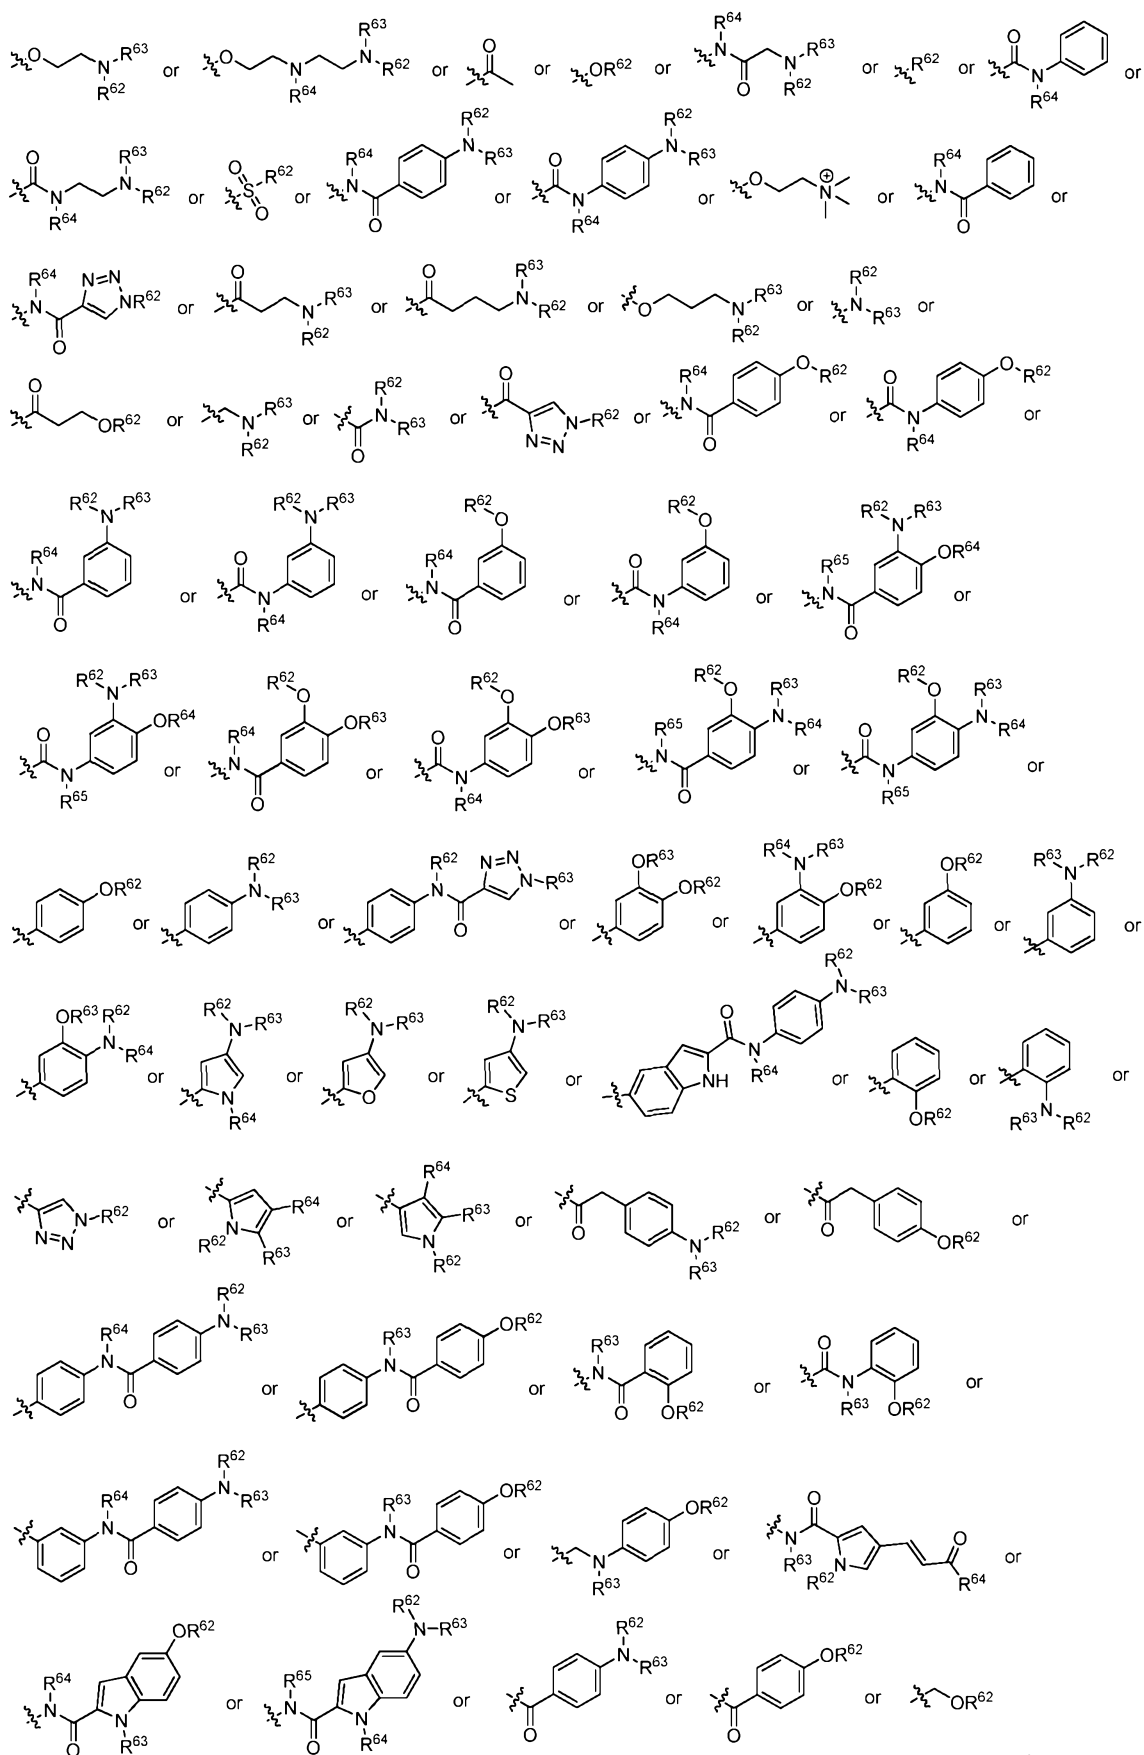 R⁶³
R⁶⁴
O N R⁶³ or O N N R⁶² or O or OR⁶² or N N R⁶³ or R⁶² or O N or
R⁶² R⁶⁴ O R⁶² R⁶⁴
R⁶² R⁶²
O R⁶³ O R⁶⁴ N R⁶³ O N R⁶³ R⁶⁴
N N R⁶² or S R⁶² or N or N or O N ⊕ or N or
R⁶⁴ O O R⁶⁴ O
R⁶⁴ N=N O O R⁶³ R⁶²
N NR⁶² or N R⁶³ or N R⁶² or O N R⁶³ or N R⁶³ or
O R⁶² R⁶²
O R⁶² O R⁶⁴ O R⁶² O O R⁶²
OR⁶² or N R⁶³ or N R⁶³ or N R⁶² or N or N or
R⁶² O N=N O R⁶⁴
R⁶² N R⁶³ R⁶² N R⁶³ R⁶² O R⁶² O R⁶² N R⁶³
R⁶⁴ O R⁶⁴ O R⁶⁵ OR⁶⁴
N or N or N or N or N or
O R⁶⁴ O R⁶⁴ O
R⁶² N R⁶³ R⁶² O R⁶² O R⁶² O R⁶³ R⁶² O R⁶³
OR⁶⁴ OR⁶³ OR⁶³ N R⁶⁴ N R⁶⁴
O N or R⁶⁴ N or O N or R⁶⁵ N or O N or
R⁶⁵ O R⁶⁴ O R⁶⁵
R⁶² R⁶² N=N OR⁶³ R⁶⁴ N R⁶³ OR⁶² R⁶³ N R⁶²
OR⁶² or N R⁶³ or N N R⁶³ or OR⁶² or OR⁶² or or or
O
R⁶²
OR⁶³ R⁶² R⁶² R⁶² R⁶² O N R⁶³
N R⁶⁴ N R⁶³ N R⁶³ N R⁶³ N
or N or O or S or NH R⁶⁴ or or or
R⁶⁴ OR⁶² R⁶³ N R⁶²
R⁶⁴
N R⁶² or R⁶⁴ or R⁶³ or O R⁶² or O or
N=N R⁶² N R⁶³ N N OR⁶²
R⁶² R⁶³
R⁶²
R⁶⁴ N R⁶³ R⁶³ OR⁶² R⁶³ O
N or N or N or N or
O O O OR⁶² R⁶³ OR⁶²
R⁶²
R⁶⁴ N R⁶³ R⁶³ OR⁶² OR⁶² O O
N or N or N or N N or
O O R⁶³ R⁶³ R⁶² R⁶⁴
R⁶²
OR⁶² N R⁶³ R⁶² OR⁶²
R⁶⁴ R⁶⁵ N R⁶³
N N or N N or or or OR⁶²
O R⁶³ O R⁶⁴ O O